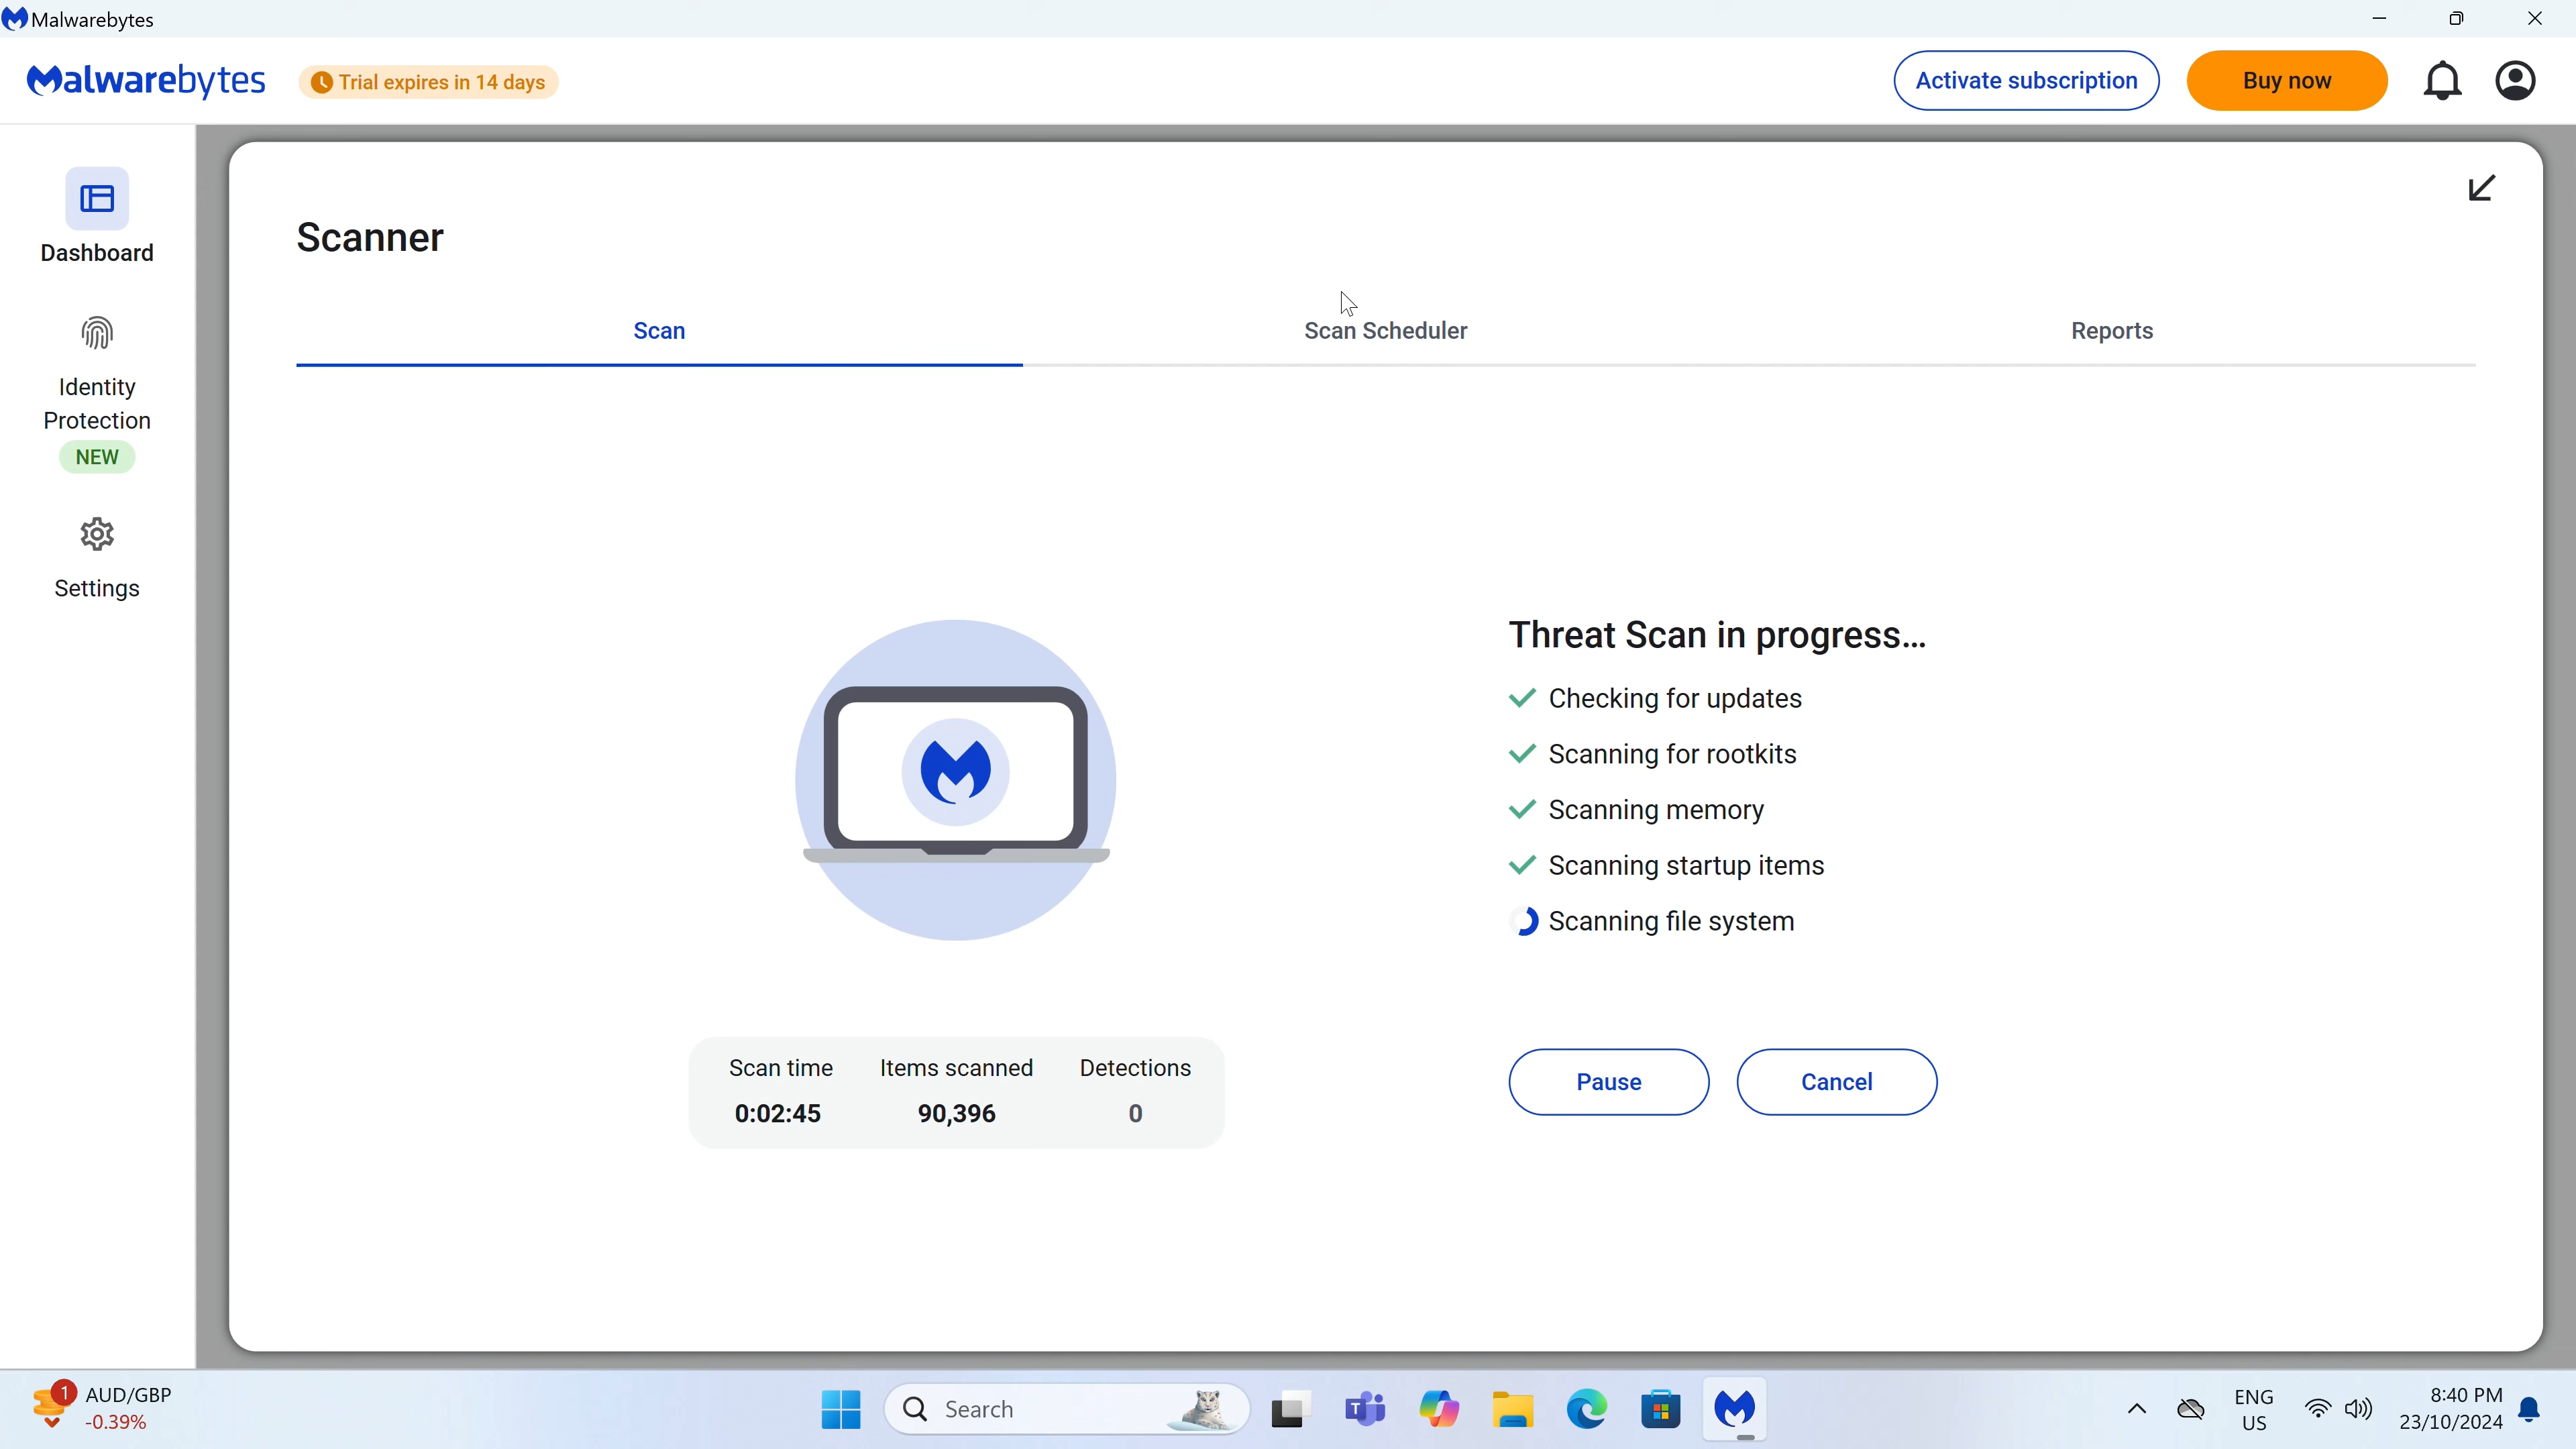 Malwarebytes
Malwarebytes
Trial expires in 14 days
Activate subscription
Buy now
Dashboard
Identity
Protection
NEW
Settings
Scanner
Scan
Scan Scheduler
Reports
Threat Scan in progress...
Checking for updates
Scanning for rootkits
Scanning memory
Scanning startup items
Scanning file system
Scan time
Items scanned
Detections
0:02:45
90,396
0
Pause
Cancel
1
AUD/GBP
-0.39%
Search
T
ENG
US
8:40 PM
23/10/2024